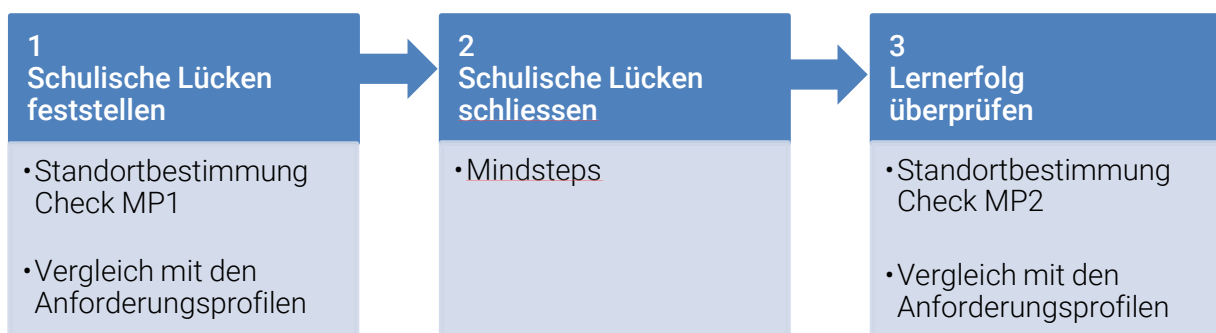 1
Schulische Lücken
feststellen
•Standortbestimmung
Check MP1
•Vergleich mit den
Anforderungsprofilen
2
Schulische Lücken
schliessen
•Mindsteps
3
Lernerfolg
überprüfen
•Standortbestimmung
Check MP2
•Vergleich mit den
Anforderungsprofilen